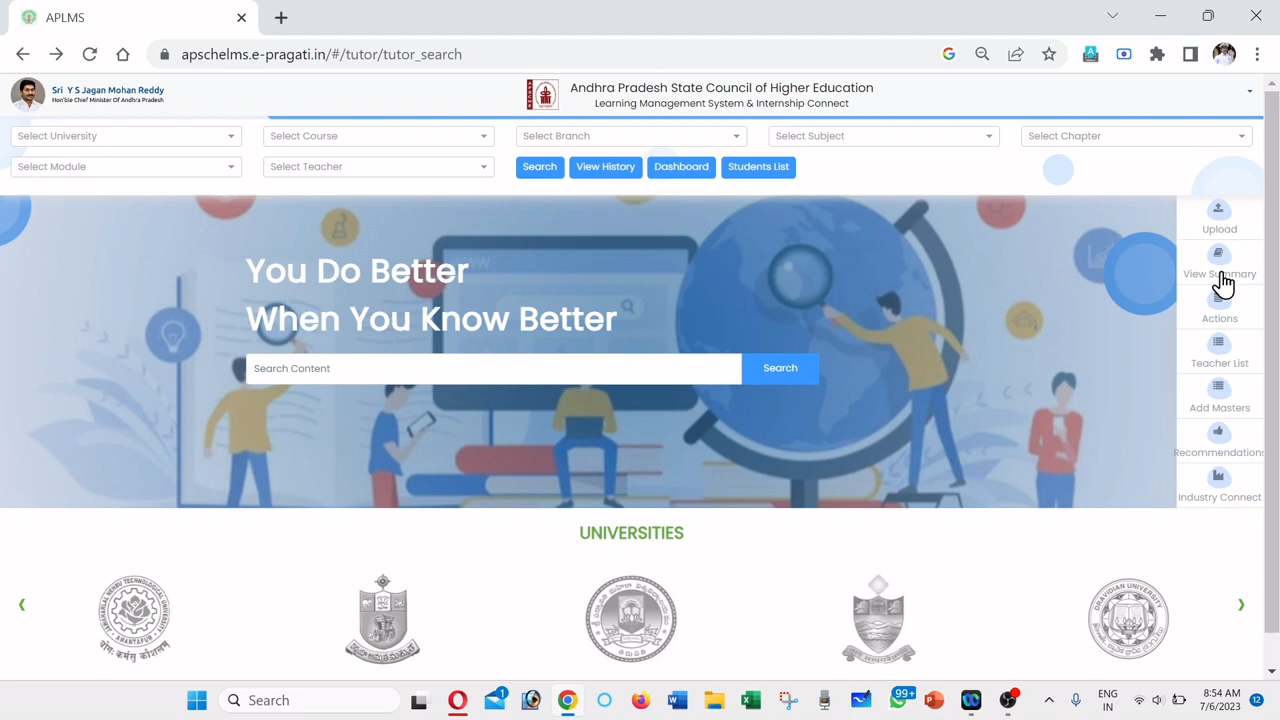 APLMS
apschelms.e-pragati.in/#/tutor/tutor_search
Sri Y S Jagan Mohan Reddy
Hon'ble Chief Minister Of Andhra Pradesh
Andhra Pradesh State Council of Higher Education
Learning Management System & Internship Connect
Select University
Select Course
Select Branch
Select Subject
Select Chapter
Select Module
Select Teacher
Search
View History
Dashboard
Students List
Upload
View Summary
Actions
Teacher List
Add Masters
Recommendations
Industry Connect
You Do Better
When You Know Better
Search Content
Search
UNIVERSITIES
DRAVIDIAN UNIVERSITY
Search
1
99+
ENG
IN
8:54 AM
7/6/2023
12